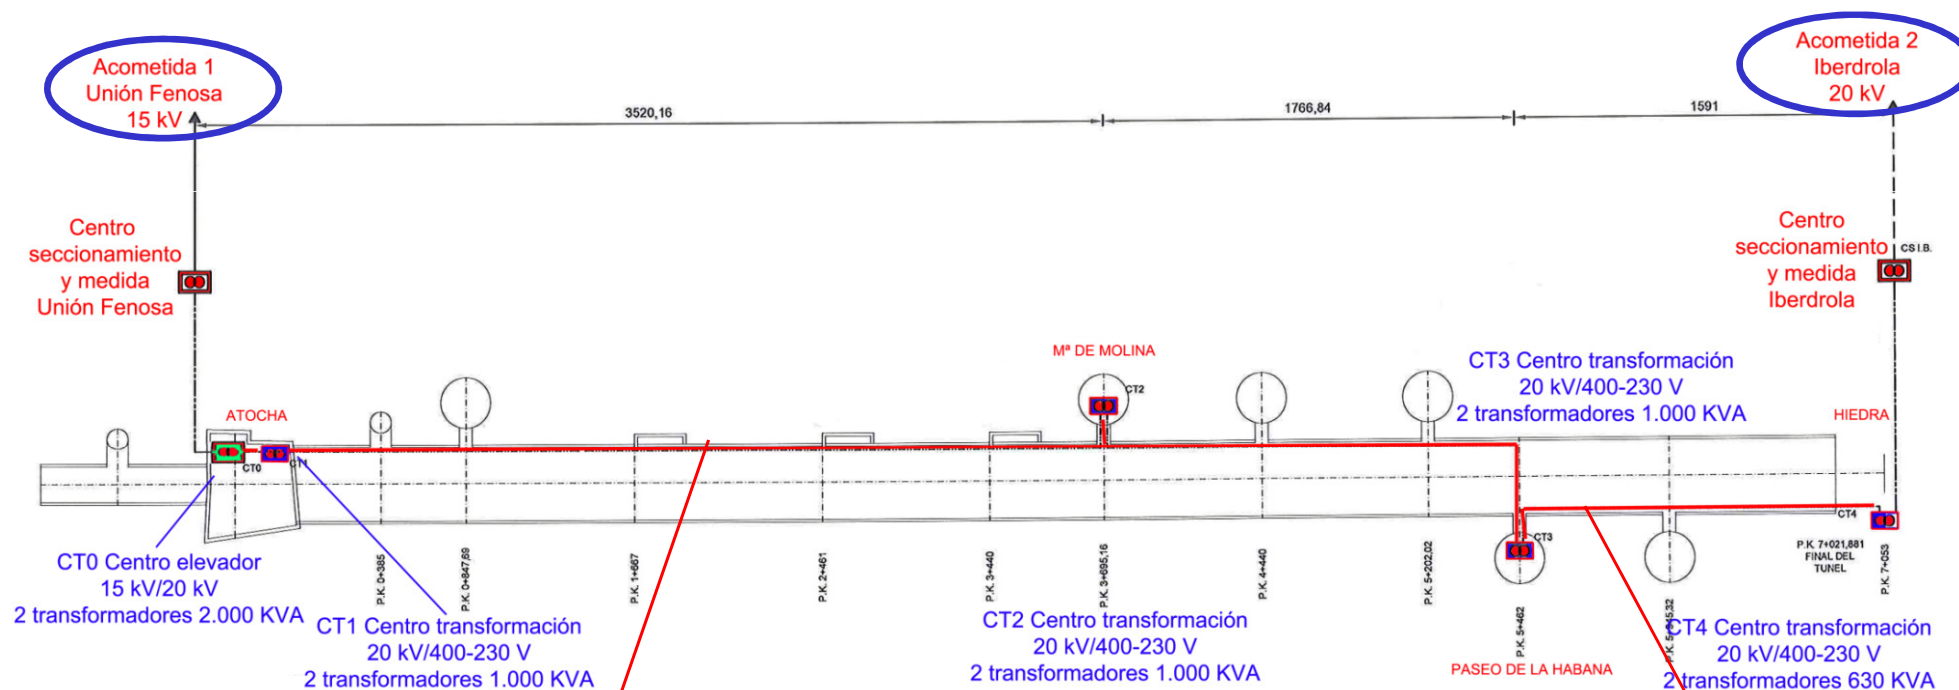 Acometida 1
Unión Fenosa
15 kV
Acometida 2
Iberdrola
20 kV
3520,16
1766,84
1591
Centro
seccionamiento
y medida
Unión Fenosa
Centro
seccionamiento
y medida
Iberdrola
CS I.B.
Mª DE MOLINA
CT2
CT3 Centro transformación
20 kV/400-230 V
2 transformadores 1.000 KVA
ATOCHA
HIEDRA
CT0
CT1
CT4
CT3
P.K. 7+021,881
FINAL DEL
TUNEL
P.K. 0+385
P.K. 0+847,69
P.K. 1+667
P.K. 2+461
P.K. 3+440
P.K. 3+695,16
P.K. 4+440
P.K. 5+202,02
P.K. 5+462
P.K. 7+053
CT0 Centro elevador
15 kV/20 kV
2 transformadores 2.000 KVA
CT1 Centro transformación
20 kV/400-230 V
2 transformadores 1.000 KVA
CT2 Centro transformación
20 kV/400-230 V
2 transformadores 1.000 KVA
PASEO DE LA HABANA
CT4 Centro transformación
20 kV/400-230 V
2 transformadores 630 KVA